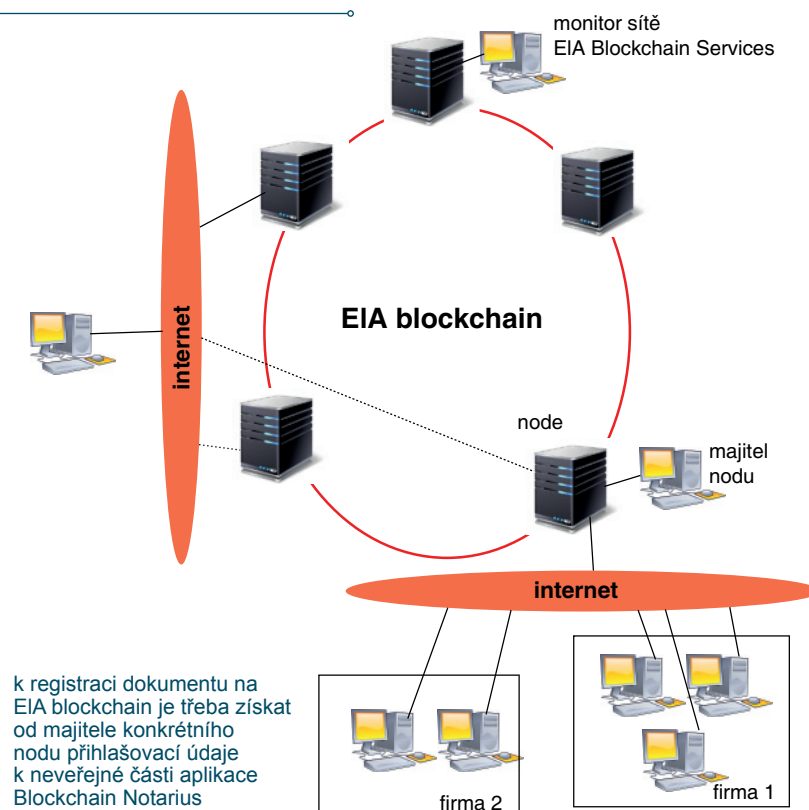 monitor sítě
EIA Blockchain Services
EIA blockchain
internet
node
majitel
nodu
internet
k registraci dokumentu na
EIA blockchain je třeba získat
od majitele konkrétního
nodu přihlašovací údaje
k neveřejné části aplikace
Blockchain Notarius
firma 2
firma 1